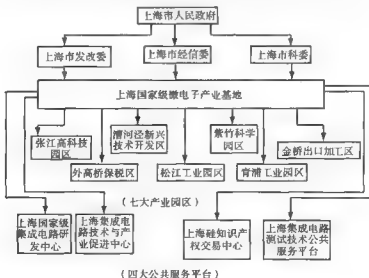 上海市人民政府
上海市发改委
上海市经信委
上海市科委
上海国家级微电子产业基地
张江高科技
园区
漕河泾新兴
技术开发区
紫竹科学
园区
金桥出口加工区
外高桥保税区
松江工业园区
青浦工业园区
(七大产业园区)
上海国家级
集成电路研
发中心
上海集成电
路技术与产
业促进中心
上海硅知识产
权交易中心
上海集成电路
测试技术公共
服务平台
(四大公共服务平台)